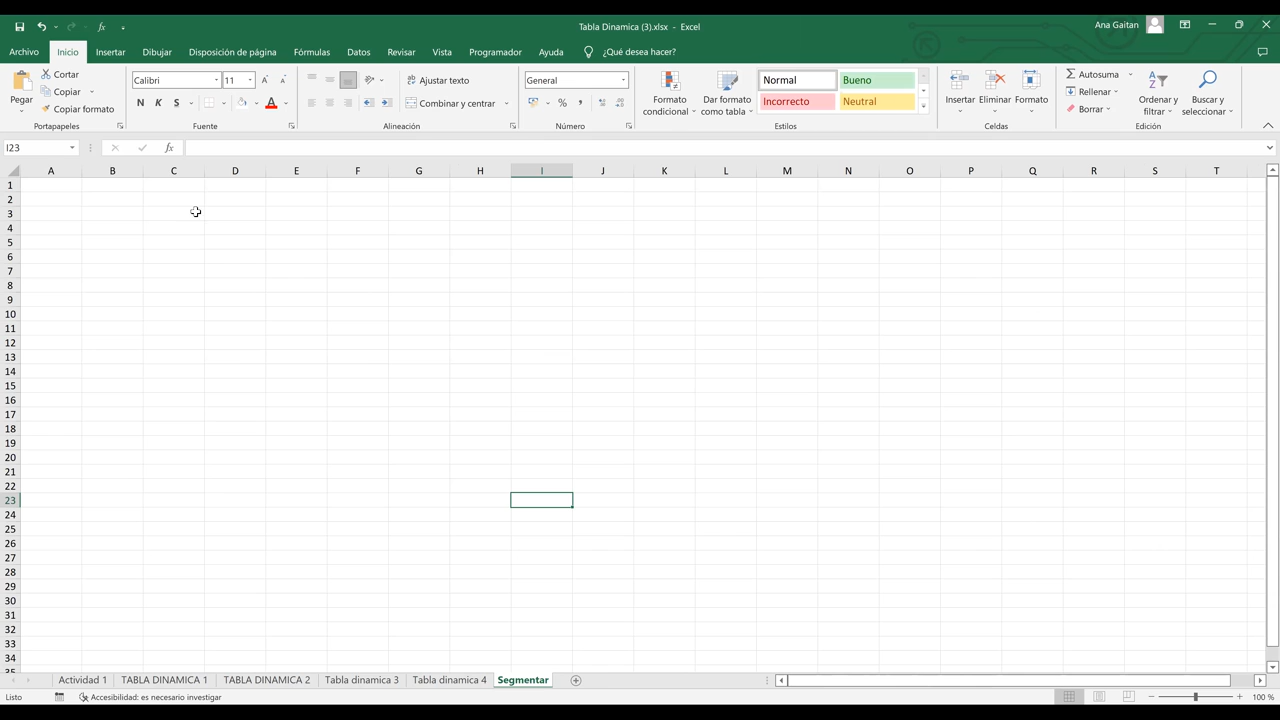 Tabla Dinamica (3).xlsx - Excel
Ana Gaitan
Archivo Inicio Insertar Dibujar Disposición de página Fórmulas Datos Revisar Vista Programador Ayuda ¿Qué desea hacer?
Pegar
Cortar
Copiar
Copiar formato
Portapapeles
Calibri 11
N K S
Fuente
Ajustar texto
Combinar y centrar
Alineación
General
% 000
Número
Formato condicional
Dar formato como tabla
Normal Bueno
Incorrecto Neutral
Estilos
Insertar Eliminar Formato
Celdas
Autosuma
Rellenar
Borrar
Ordenar y filtrar
Buscar y seleccionar
Edición
I23 fx
A B C D E F G H I J K L M N O P Q R S T
1
2
3
4
5
6
7
8
9
10
11
12
13
14
15
16
17
18
19
20
21
22
23
24
25
26
27
28
29
30
31
32
33
34
35
Actividad 1 TABLA DINAMICA 1 TABLA DINAMICA 2 Tabla dinamica 3 Tabla dinamica 4 Segmentar
Listo Accesibilidad: es necesario investigar 100 %